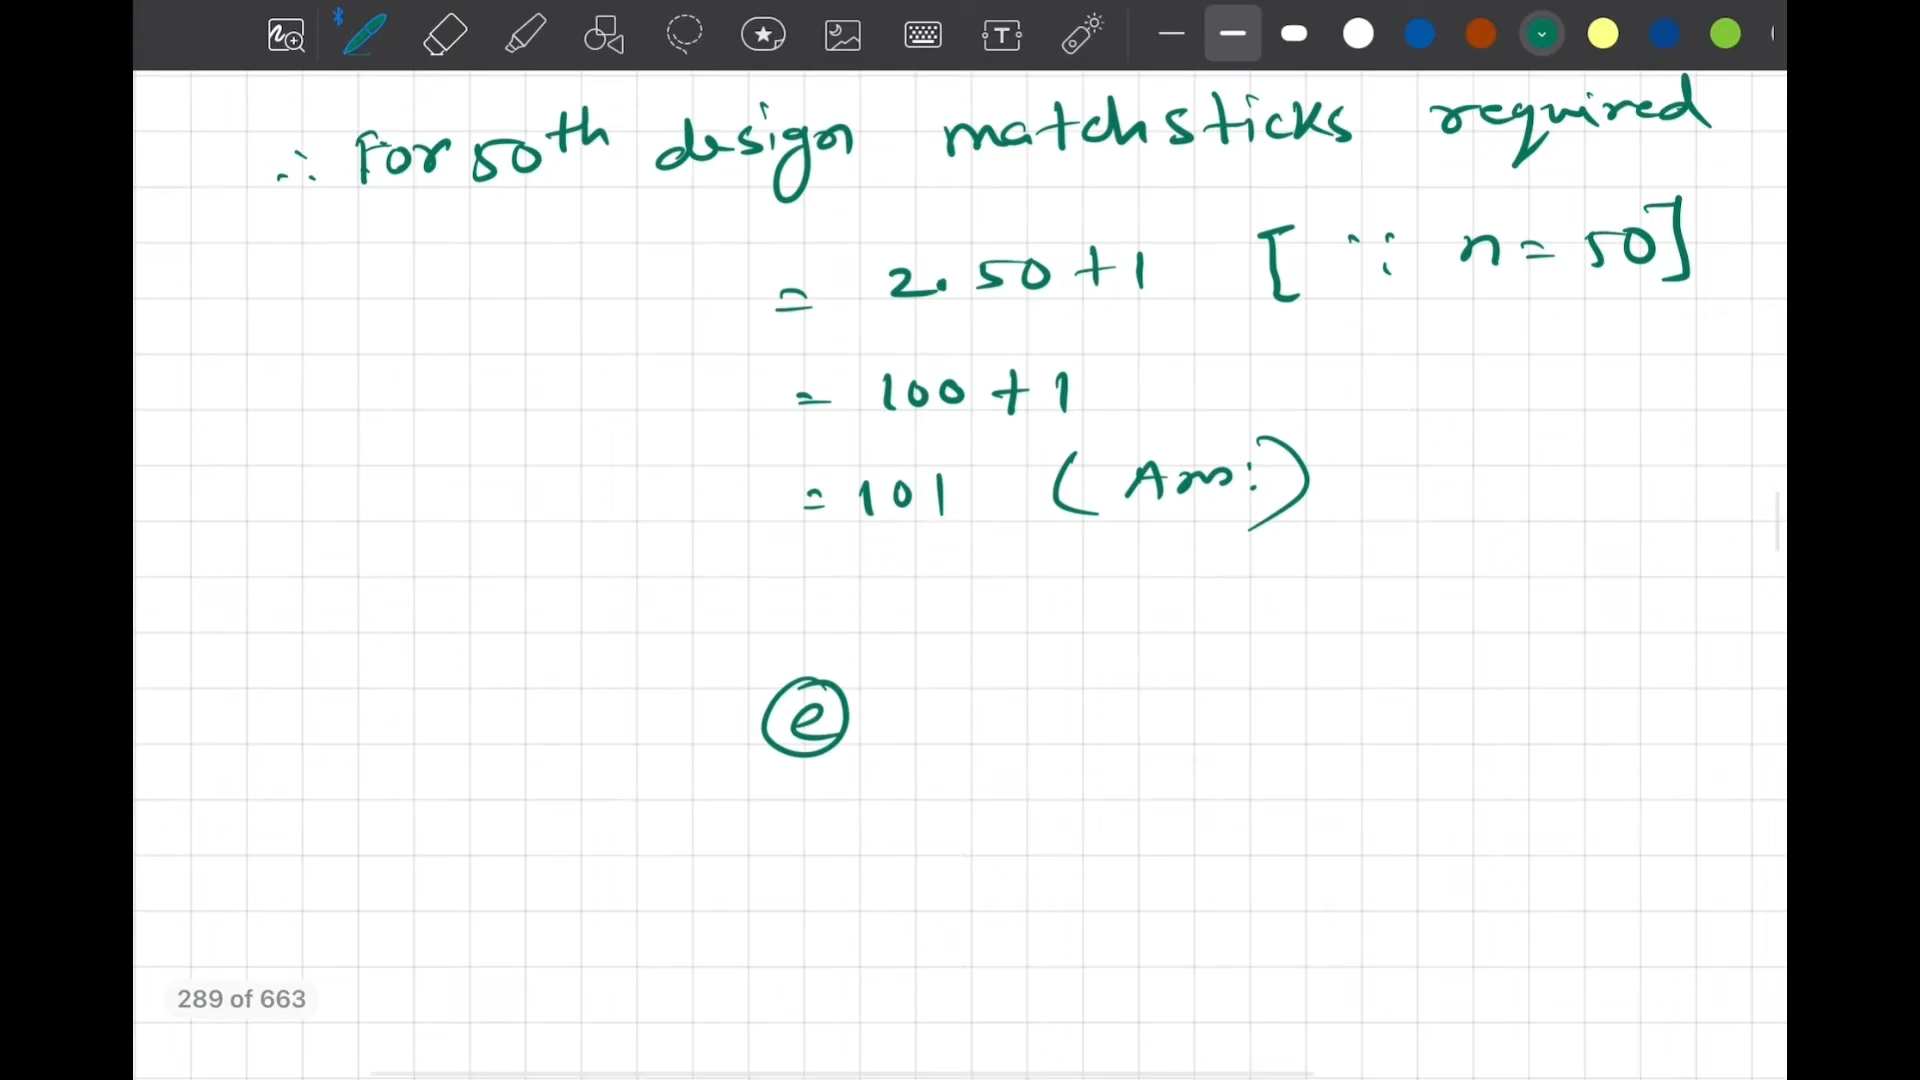 ∴ For 50th design matchsticks required
= 2.50+1 [∵ n = 50]
= 100 + 1
= 101 (Ans:)
e
289 of 663